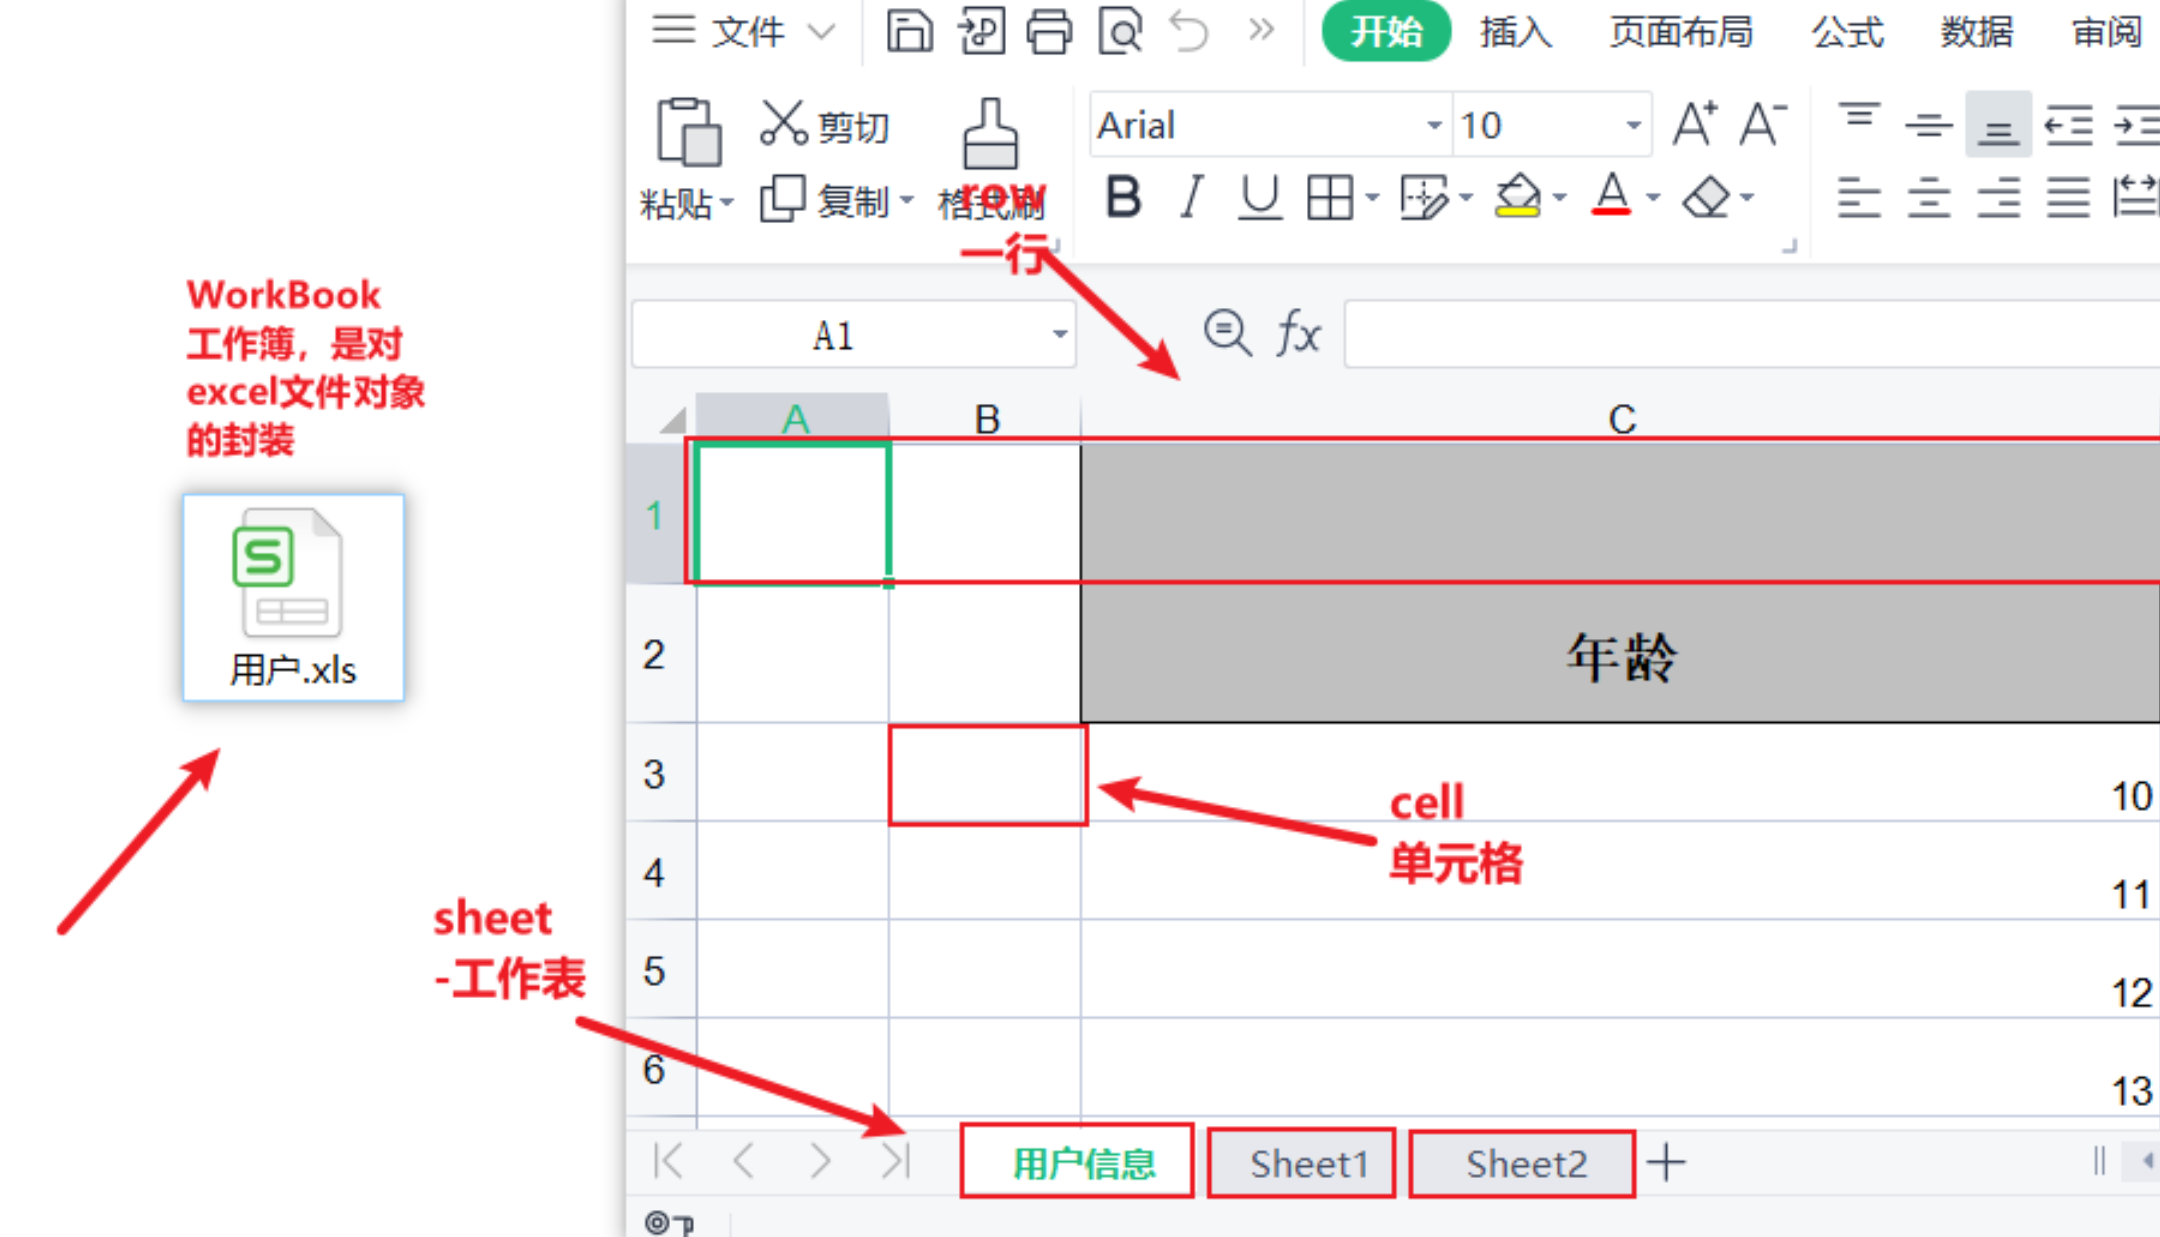 文件
开始 插入 页面布局 公式 数据 审阅
剪切
Arial 10 A+ A-
粘贴 复制 格式刷
B I U A
row
一行
WorkBook
工作簿，是对
excel文件对象
的封装
用户.xls
A1 fx
A B C
1
2 年龄
3 10
cell
单元格
4 11
5 12
6 13
sheet
-工作表
用户信息 Sheet1 Sheet2